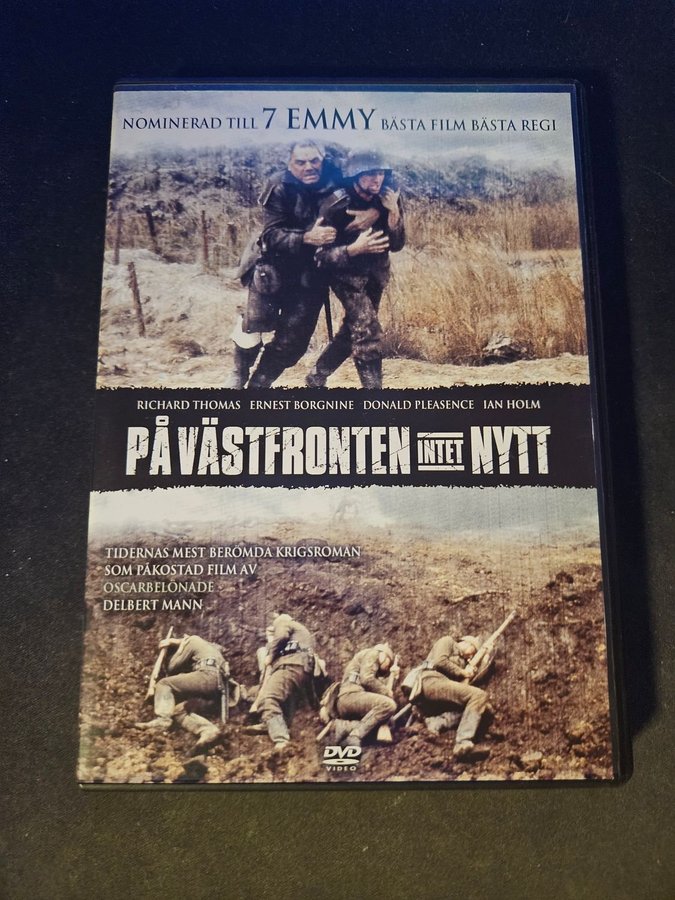 NOMINERAD TILL 7 EMMY BÄSTA FILM BÄSTA REGI
RICHARD THOMAS ERNEST BORGNINE DONALD PLEASENCE IAN HOLM
PÅ VÄSTFRONTEN INTET NYTT
TIDERNAS MEST BERÖMDA KRIGSROMAN
SOM PÅKOSTAD FILM AV
OSCARBELÖNADE
DELBERT MANN
DVD
VIDEO